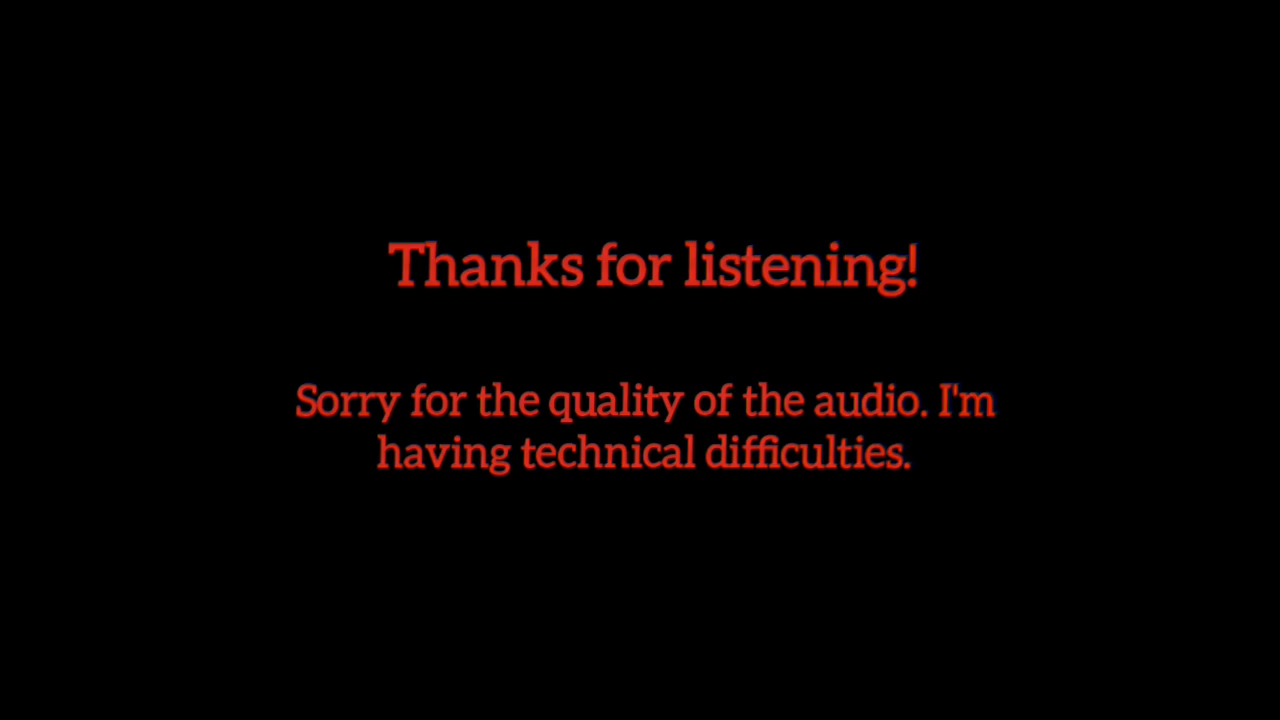 Thanks for listening!
Sorry for the quality of the audio. I'm
having technical difficulties.